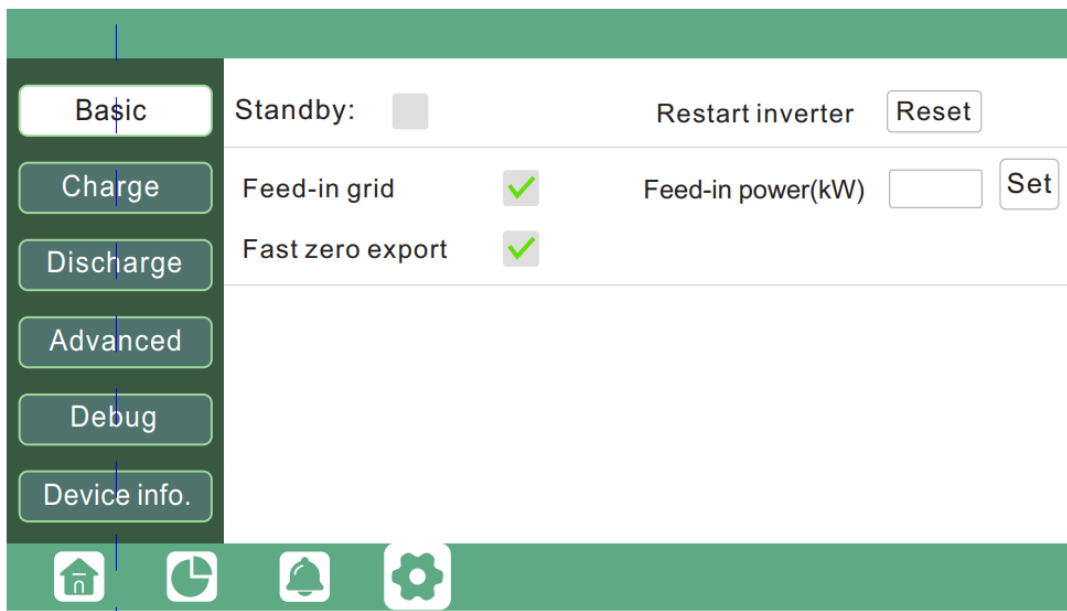 Basic
Standby:
Restart inverter
Reset
Charge
Feed-in grid
Feed-in power(kW)
Set
Discharge
Fast zero export
Advanced
Debug
Device info.